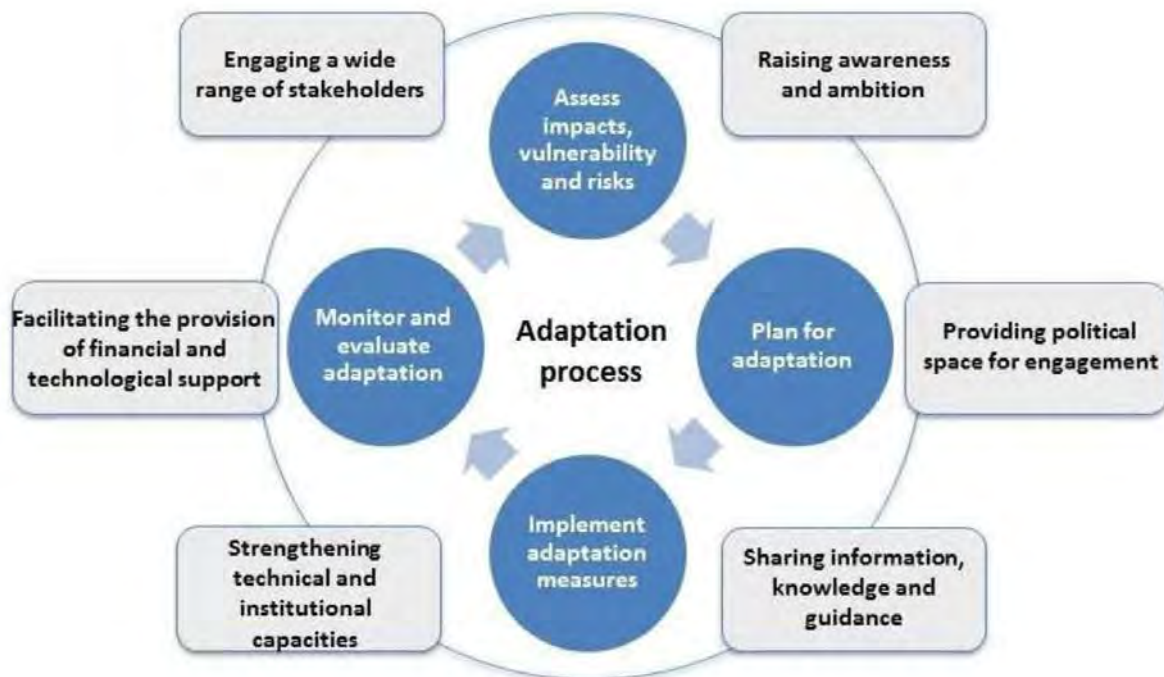 Engaging a wide
range of stakeholders
Raising awareness
and ambition
Assess
impacts,
vulnerability
and risks
Facilitating the provision
of financial and
technological support
Monitor and
evaluate
adaptation
Adaptation
process
Plan for
adaptation
Providing political
space for engagement
Strengthening
technical and
institutional
capacities
Implement
adaptation
measures
Sharing information,
knowledge and
guidance